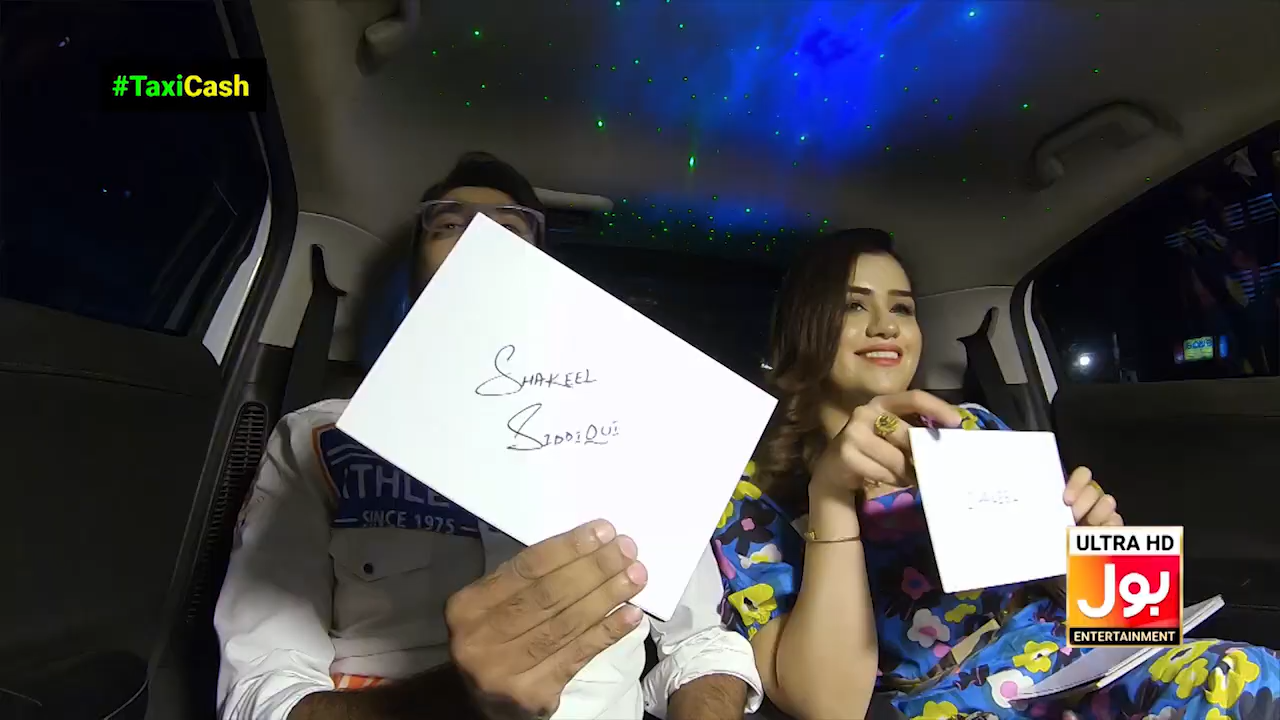 #TaxiCash
SHAKEEL
SIDDIQUI
ATHLE
SINCE 1975
ULTRA HD
بول
ENTERTAINMENT